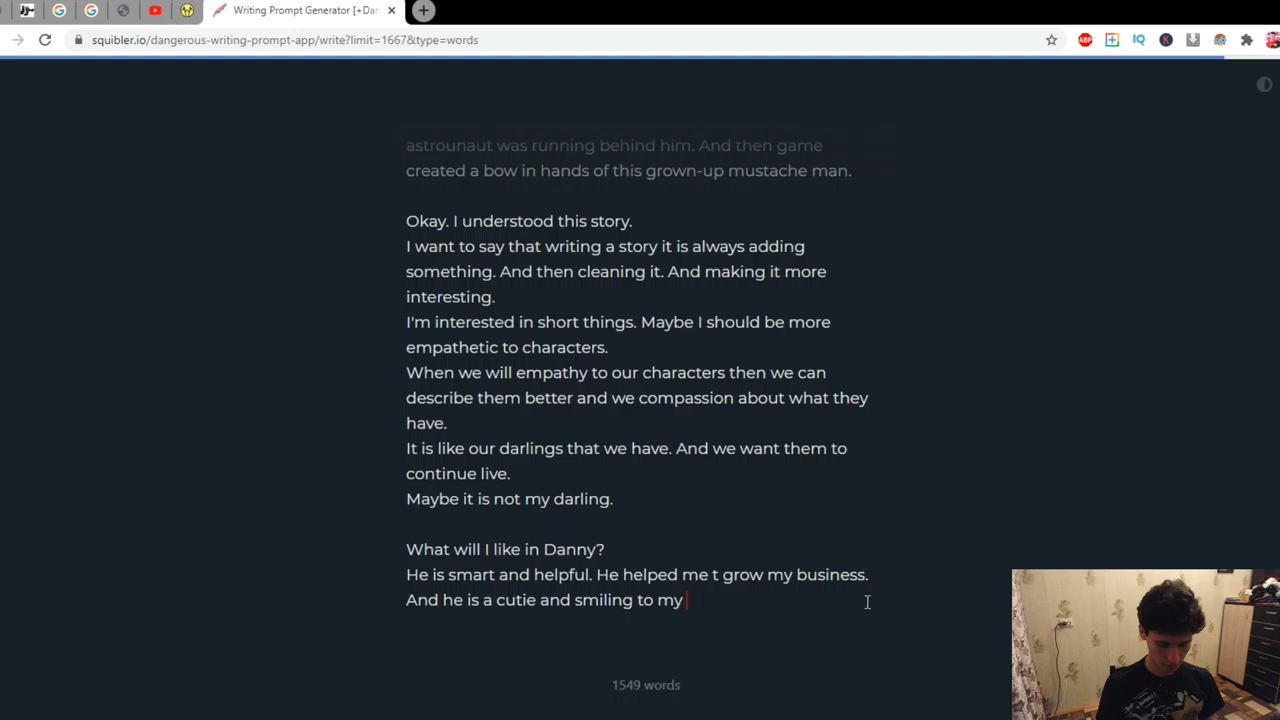 Writing Prompt Generator [+Dan
squibler.io/dangerous-writing-prompt-app/write?limit=1667&type=words
ABP
IQ
K
astrounaut was running behind him. And then game
created a bow in hands of this grown-up mustache man.
Okay. I understood this story.
I want to say that writing a story it is always adding
something. And then cleaning it. And making it more
interesting.
I'm interested in short things. Maybe I should be more
empathetic to characters.
When we will empathy to our characters then we can
describe them better and we compassion about what they
have.
It is like our darlings that we have. And we want them to
continue live.
Maybe it is not my darling.
What will I like in Danny?
He is smart and helpful. He helped me t grow my business.
And he is a cutie and smiling to my
1549 words